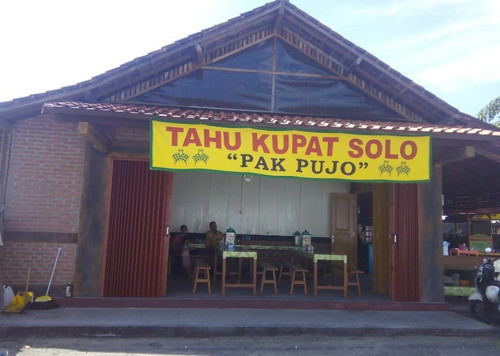 TAHU KUPAT SOLO
“PAK PUJO”